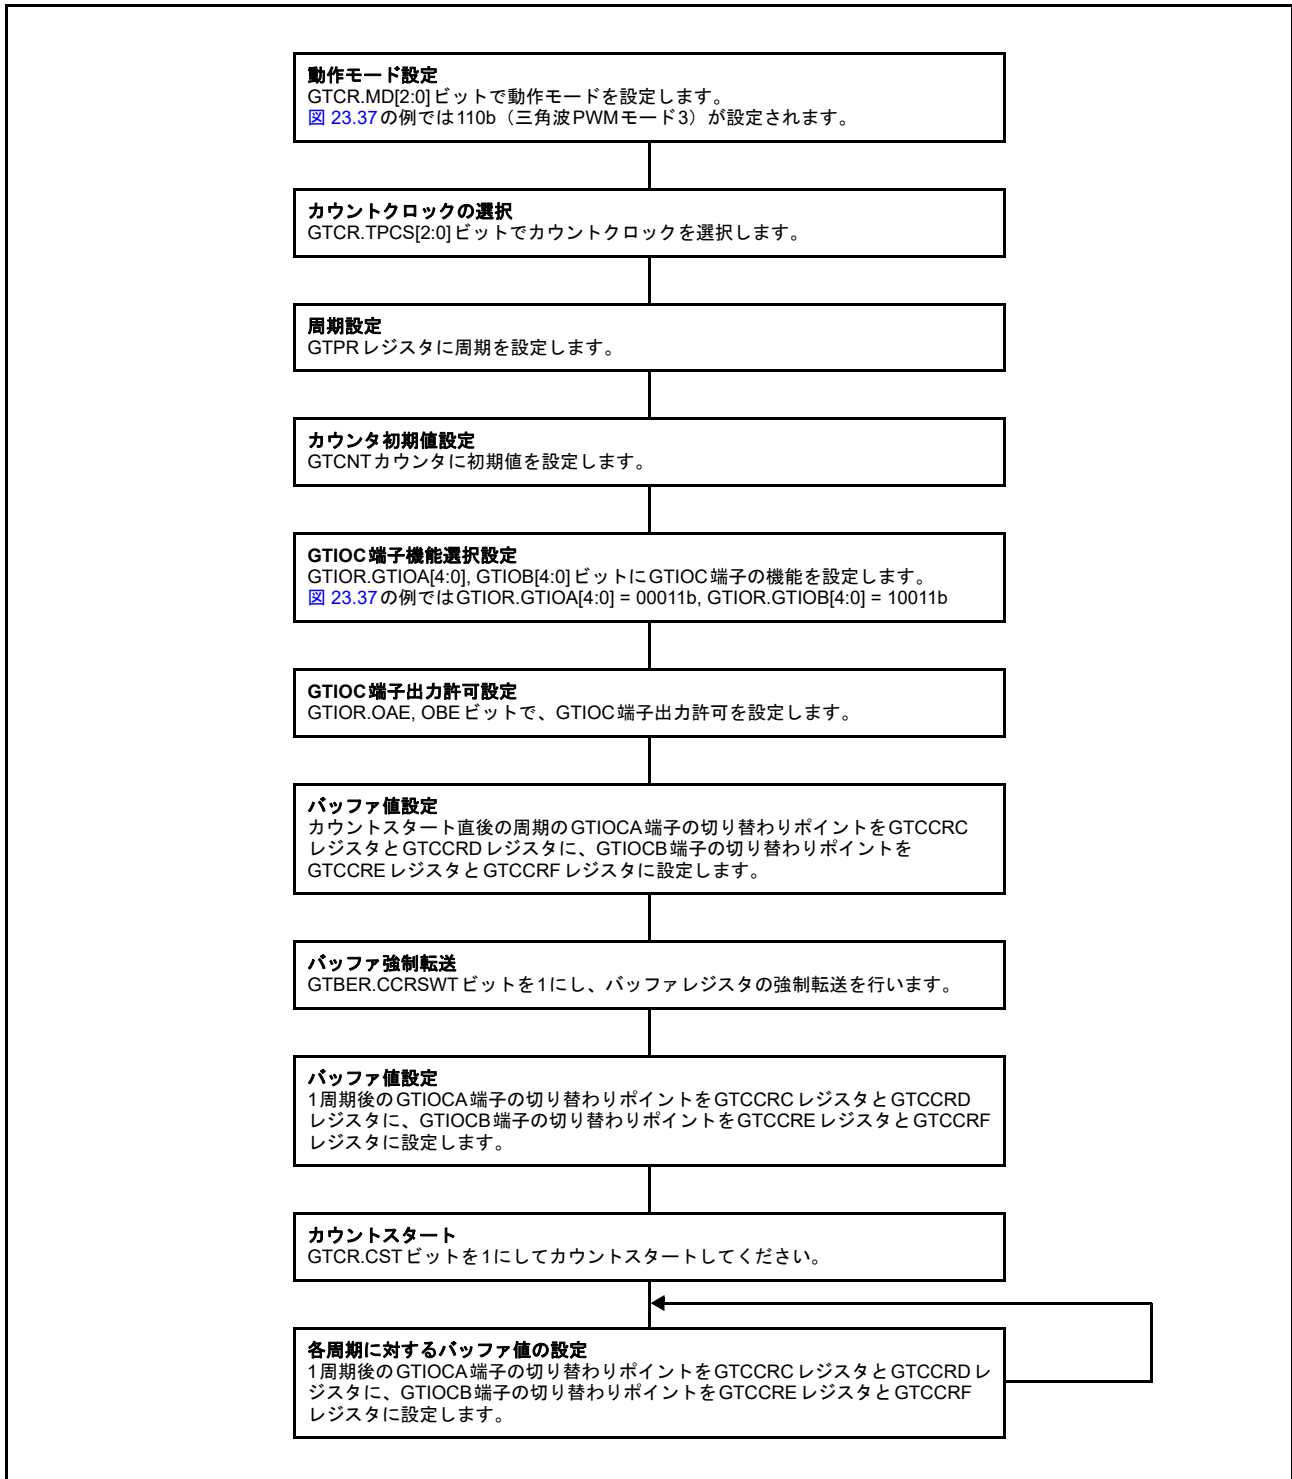 動作モード設定
GTCR.MD[2:0]ビットで動作モードを設定します。
図 23.37の例では110b（三角波PWMモード3）が設定されます。
カウントクロックの選択
GTCR.TPCS[2:0]ビットでカウントクロックを選択します。
周期設定
GTPRレジスタに周期を設定します。
カウンタ初期値設定
GTCNTカウンタに初期値を設定します。
GTIOC端子機能選択設定
GTIOR.GTIOA[4:0], GTIOB[4:0]ビットにGTIOC端子の機能を設定します。
図 23.37の例ではGTIOR.GTIOA[4:0] = 00011b, GTIOR.GTIOB[4:0] = 10011b
GTIOC端子出力許可設定
GTIOR.OAE, OBEビットで、GTIOC端子出力許可を設定します。
バッファ値設定
カウントスタート直後の周期のGTIOCA端子の切り替わりポイントをGTCCRC
レジスタとGTCCRDレジスタに、GTIOCB端子の切り替わりポイントを
GTCCREレジスタとGTCCRFレジスタに設定します。
バッファ強制転送
GTBER.CCRSWTビットを1にし、バッファレジスタの強制転送を行います。
バッファ値設定
1周期後のGTIOCA端子の切り替わりポイントをGTCCRCレジスタとGTCCRD
レジスタに、GTIOCB端子の切り替わりポイントをGTCCREレジスタとGTCCRF
レジスタに設定します。
カウントスタート
GTCR.CSTビットを1にしてカウントスタートしてください。
各周期に対するバッファ値の設定
1周期後のGTIOCA端子の切り替わりポイントをGTCCRCレジスタとGTCCRDレ
ジスタに、GTIOCB端子の切り替わりポイントをGTCCREレジスタとGTCCRF
レジスタに設定します。